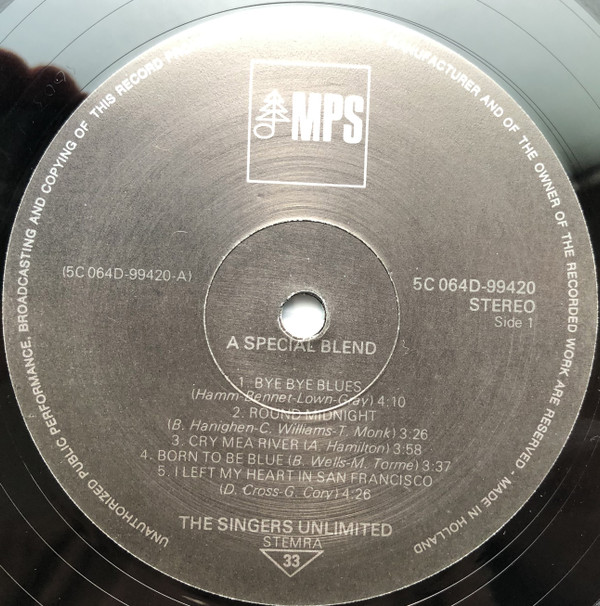 MPS
(5C 064D-99420-A)
5C 064D-99420
STEREO
Side 1
A SPECIAL BLEND
1. BYE BYE BLUES
(Hamm-Bennet-Lown-Gray) 4:10
2. ROUND MIDNIGHT
(B. Hanighen-C. Williams-T. Monk) 3:26
3. CRY MEA RIVER (A. Hamilton) 3:58
4. BORN TO BE BLUE (B. Wells-M. Tormé) 3:37
5. I LEFT MY HEART IN SAN FRANCISCO
(D. Cross-G. Cory) 4:26
THE SINGERS UNLIMITED
STEMRA
33
UNAUTHORIZED PUBLIC PERFORMANCE, BROADCASTING AND COPYING OF THIS RECORD
MANUFACTURER AND OF THE OWNER OF THE RECORDED WORK ARE RESERVED - MADE IN HOLLAND